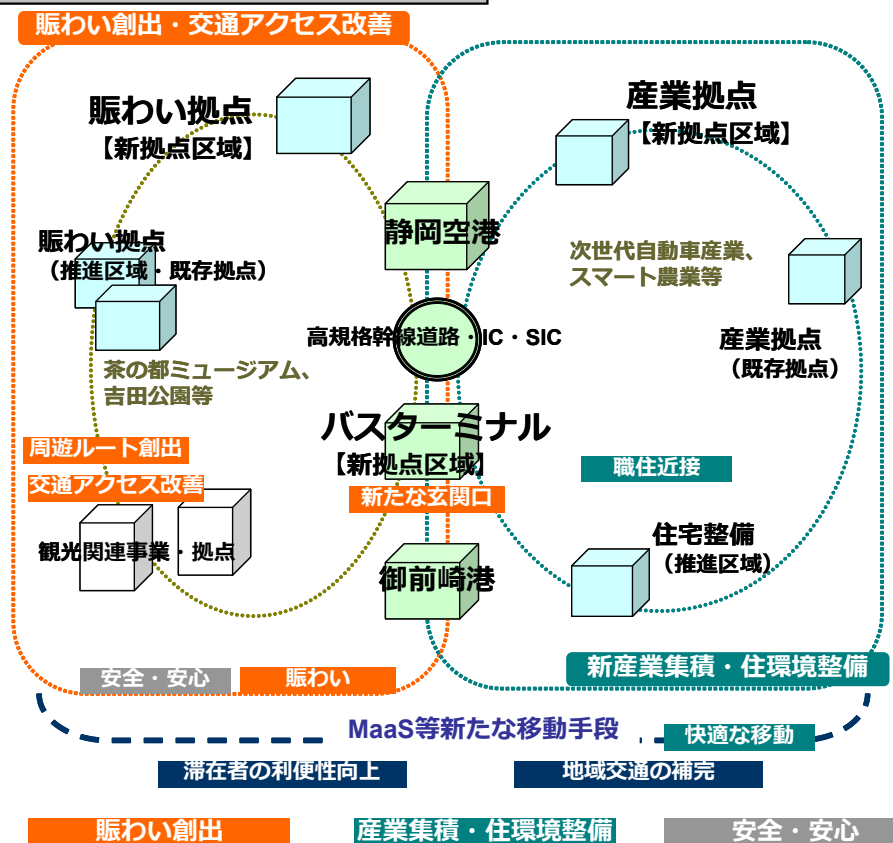 賑わい創出・交通アクセス改善
賑わい拠点
【新拠点区域】
産業拠点
【新拠点区域】
静岡空港
賑わい拠点
(推進区域・既存拠点)
次世代自動車産業、
スマート農業等
高規格幹線道路・IC・SIC
産業拠点
(既存拠点)
茶の都ミュージアム、
吉田公園等
バスターミナル
【新拠点区域】
周遊ルート創出
交通アクセス改善
新たな玄関口
職住近接
観光関連事業・拠点
住宅整備
(推進区域)
御前崎港
新産業集積・住環境整備
安全・安心
賑わい
MaaS等新たな移動手段
快適な移動
滞在者の利便性向上
地域交通の補完
賑わい創出
産業集積・住環境整備
安全・安心